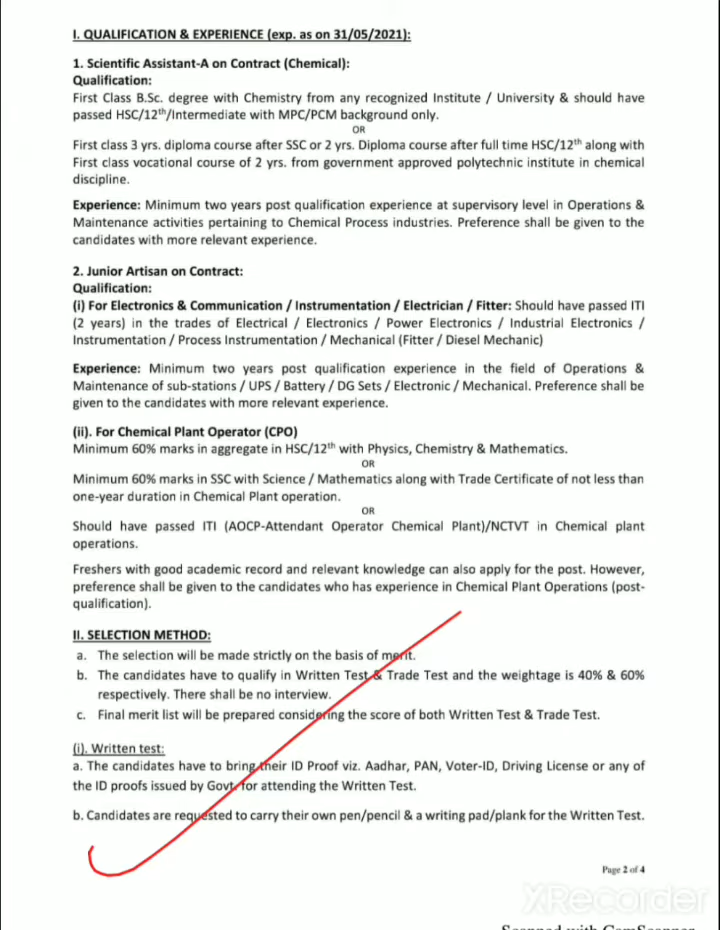 I. QUALIFICATION & EXPERIENCE (exp. as on 31/05/2021):
1. Scientific Assistant-A on Contract (Chemical):
Qualification:
First Class B.Sc. degree with Chemistry from any recognized Institute / University & should have
passed HSC/12th/Intermediate with MPC/PCM background only.
OR
First class 3 yrs. diploma course after SSC or 2 yrs. Diploma course after full time HSC/12th along with
First class vocational course of 2 yrs. from government approved polytechnic institute in chemical
discipline.
Experience: Minimum two years post qualification experience at supervisory level in Operations &
Maintenance activities pertaining to Chemical Process industries. Preference shall be given to the
candidates with more relevant experience.
2. Junior Artisan on Contract:
Qualification:
(i) For Electronics & Communication / Instrumentation / Electrician / Fitter: Should have passed ITI
(2 years) in the trades of Electrical / Electronics / Power Electronics / Industrial Electronics /
Instrumentation / Process Instrumentation / Mechanical (Fitter / Diesel Mechanic)
Experience: Minimum two years post qualification experience in the field of Operations &
Maintenance of sub-stations / UPS / Battery / DG Sets / Electronic / Mechanical. Preference shall be
given to the candidates with more relevant experience.
(ii). For Chemical Plant Operator (CPO)
Minimum 60% marks in aggregate in HSC/12th with Physics, Chemistry & Mathematics.
OR
Minimum 60% marks in SSC with Science / Mathematics along with Trade Certificate of not less than
one-year duration in Chemical Plant operation.
OR
Should have passed ITI (AOCP-Attendant Operator Chemical Plant)/NCTVT in Chemical plant
operations.
Freshers with good academic record and relevant knowledge can also apply for the post. However,
preference shall be given to the candidates who has experience in Chemical Plant Operations (post-
qualification).
II. SELECTION METHOD:
a. The selection will be made strictly on the basis of merit.
b. The candidates have to qualify in Written Test & Trade Test and the weightage is 40% & 60%
respectively. There shall be no interview.
c. Final merit list will be prepared considering the score of both Written Test & Trade Test.
(i). Written test:
a. The candidates have to bring their ID Proof viz. Aadhar, PAN, Voter-ID, Driving License or any of
the ID proofs issued by Govt. for attending the Written Test.
b. Candidates are requested to carry their own pen/pencil & a writing pad/plank for the Written Test.
Page 2 of 4
XRecorder